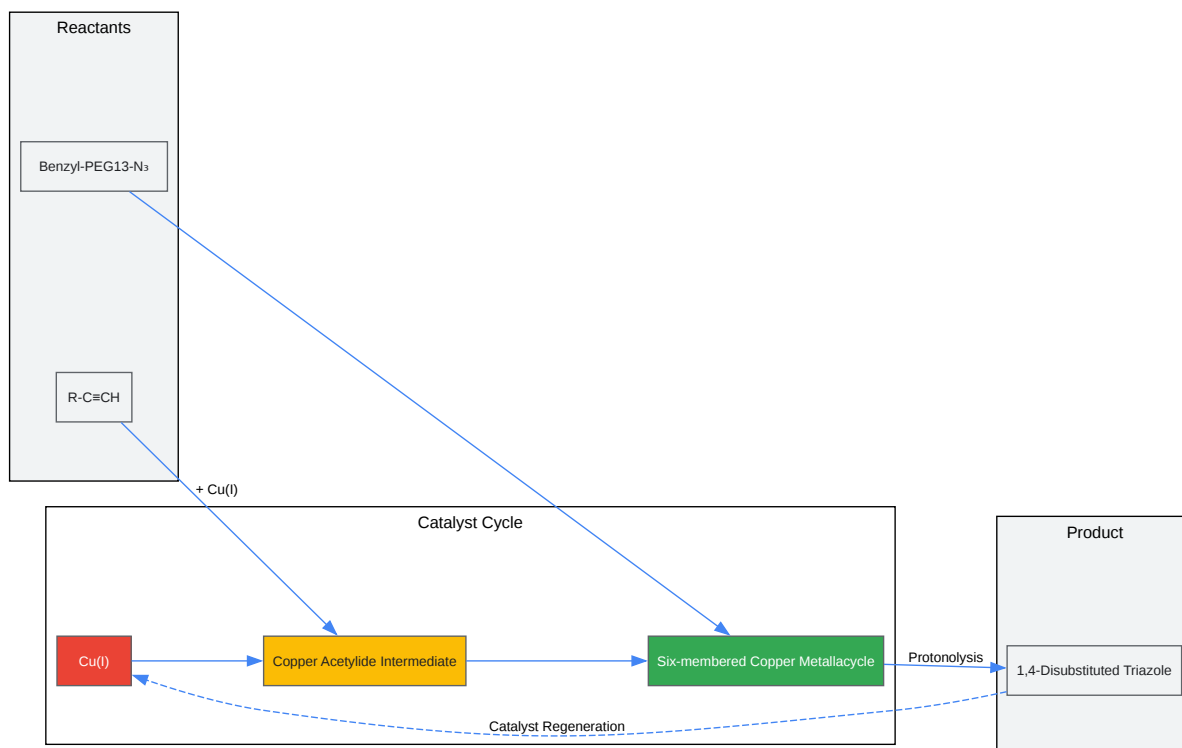 Reactants
Benzyl-PEG13-N₃
R-C≡CH
+ Cu(I)
Catalyst Cycle
Product
Cu(I)
Copper Acetylide Intermediate
Six-membered Copper Metallacycle
Protonolysis
1,4-Disubstituted Triazole
Catalyst Regeneration